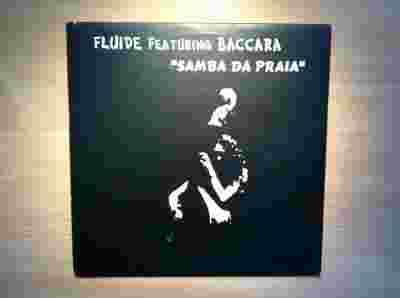 FLUIDE FEATURING BACCARA
"SAMBA DA PRAIA"